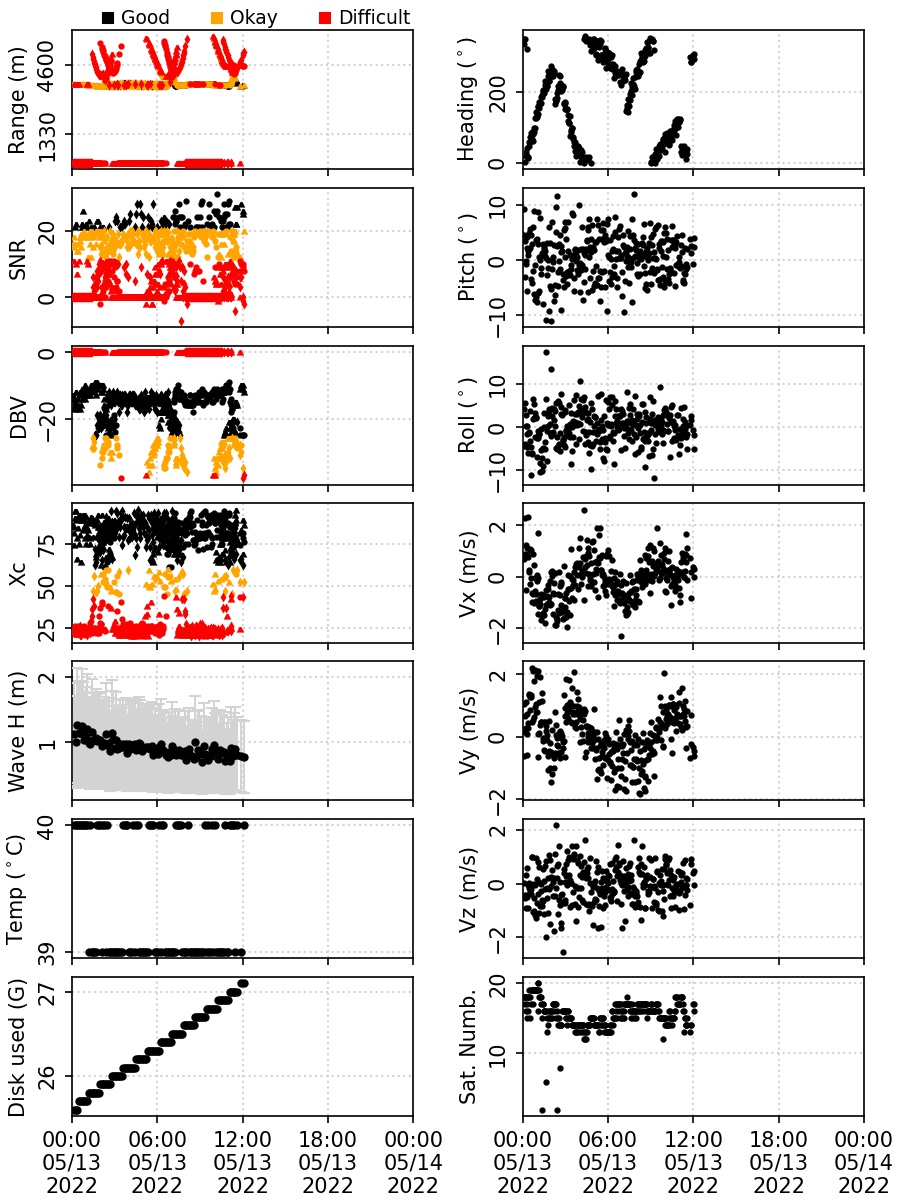 Good Okay Difficult
Range (m)
4600
1330
Heading (°)
200
0
SNR
20
0
Pitch (°)
10
0
−10
DBV
0
−20
Roll (°)
10
0
−10
Xc
75
50
25
Vx (m/s)
2
0
−2
Wave H (m)
2
1
Vy (m/s)
2
0
−2
Temp (°C)
40
39
Vz (m/s)
2
0
−2
Disk used (G)
27
26
Sat. Numb.
20
10
00:00 06:00 12:00 18:00 00:00
05/13 05/13 05/13 05/13 05/14
2022 2022 2022 2022 2022
00:00 06:00 12:00 18:00 00:00
05/13 05/13 05/13 05/13 05/14
2022 2022 2022 2022 2022